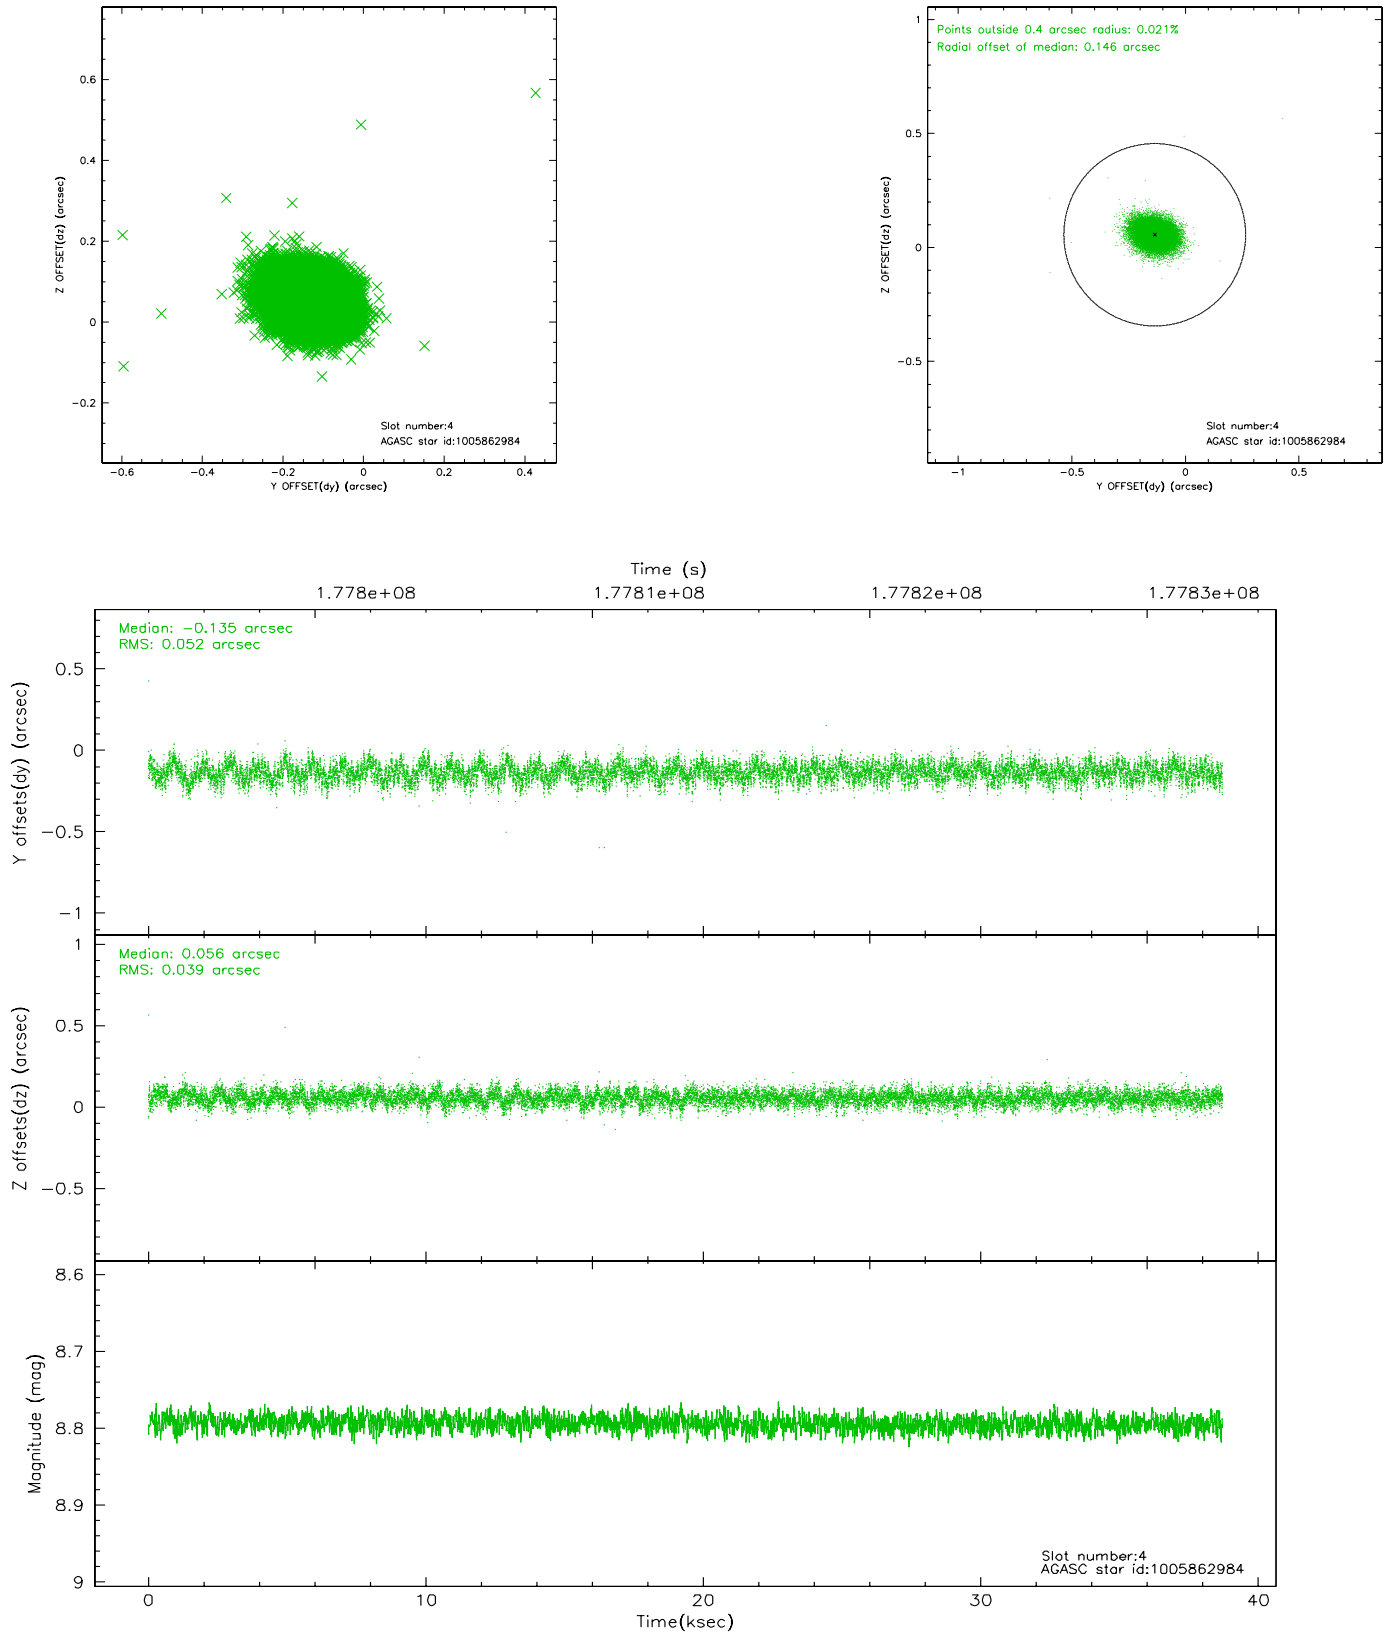 0.6
0.4
0.2
0
−0.2
Z OFFSET(dz) (arcsec)
Slot number:4
AGASC star id:1005862984
−0.6
−0.4
−0.2
0
0.2
0.4
Y OFFSET(dy) (arcsec)
Points outside 0.4 arcsec radius: 0.021%
Radial offset of median: 0.146 arcsec
1
0.5
0
−0.5
Z OFFSET(dz) (arcsec)
Slot number:4
AGASC star id:1005862984
−1
−0.5
0
0.5
Y OFFSET(dy) (arcsec)
Time (s)
1.778e+08
1.7781e+08
1.7782e+08
1.7783e+08
Median: −0.135 arcsec
RMS: 0.052 arcsec
0.5
0
−0.5
−1
Y offsets(dy) (arcsec)
Median: 0.056 arcsec
RMS: 0.039 arcsec
1
0.5
0
−0.5
Z offsets(dz) (arcsec)
8.6
8.7
8.8
8.9
9
Magnitude (mag)
Slot number:4
AGASC star id:1005862984
0
10
20
30
40
Time(ksec)